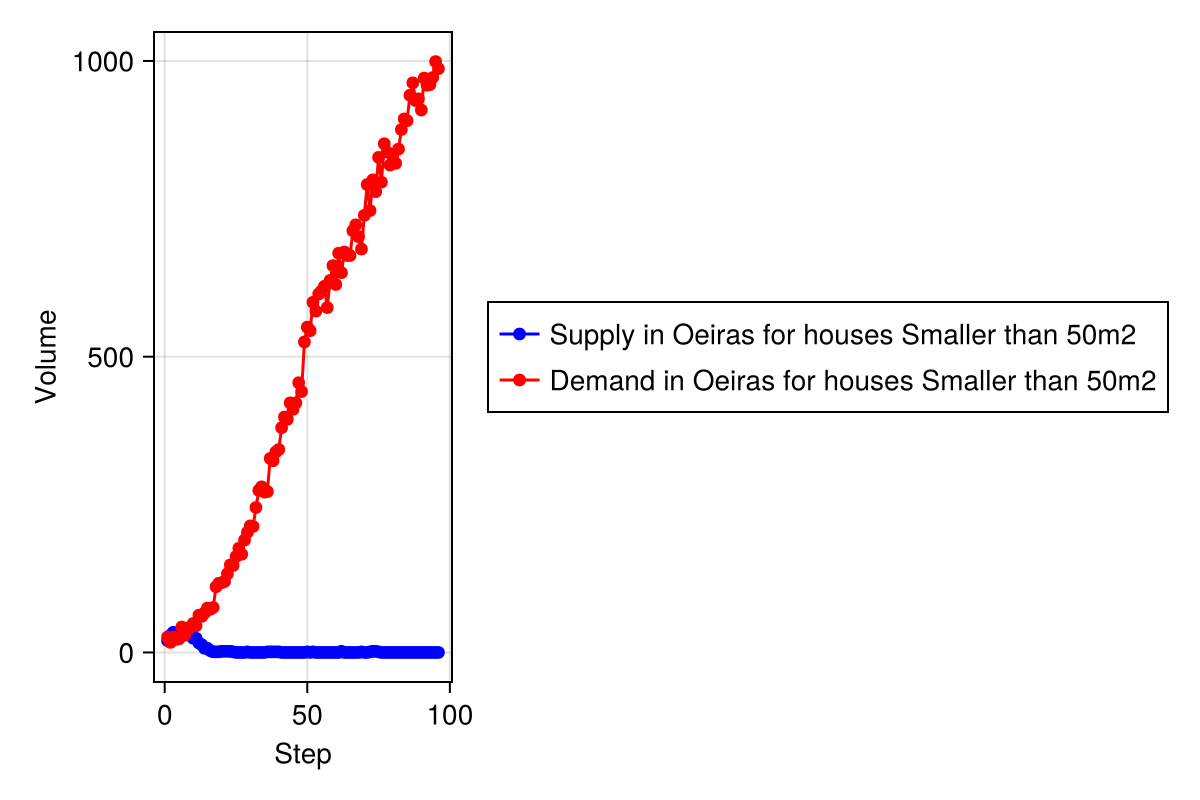 1000
500
0
Volume
0 50 100
Step
Supply in Oeiras for houses Smaller than 50m2
Demand in Oeiras for houses Smaller than 50m2